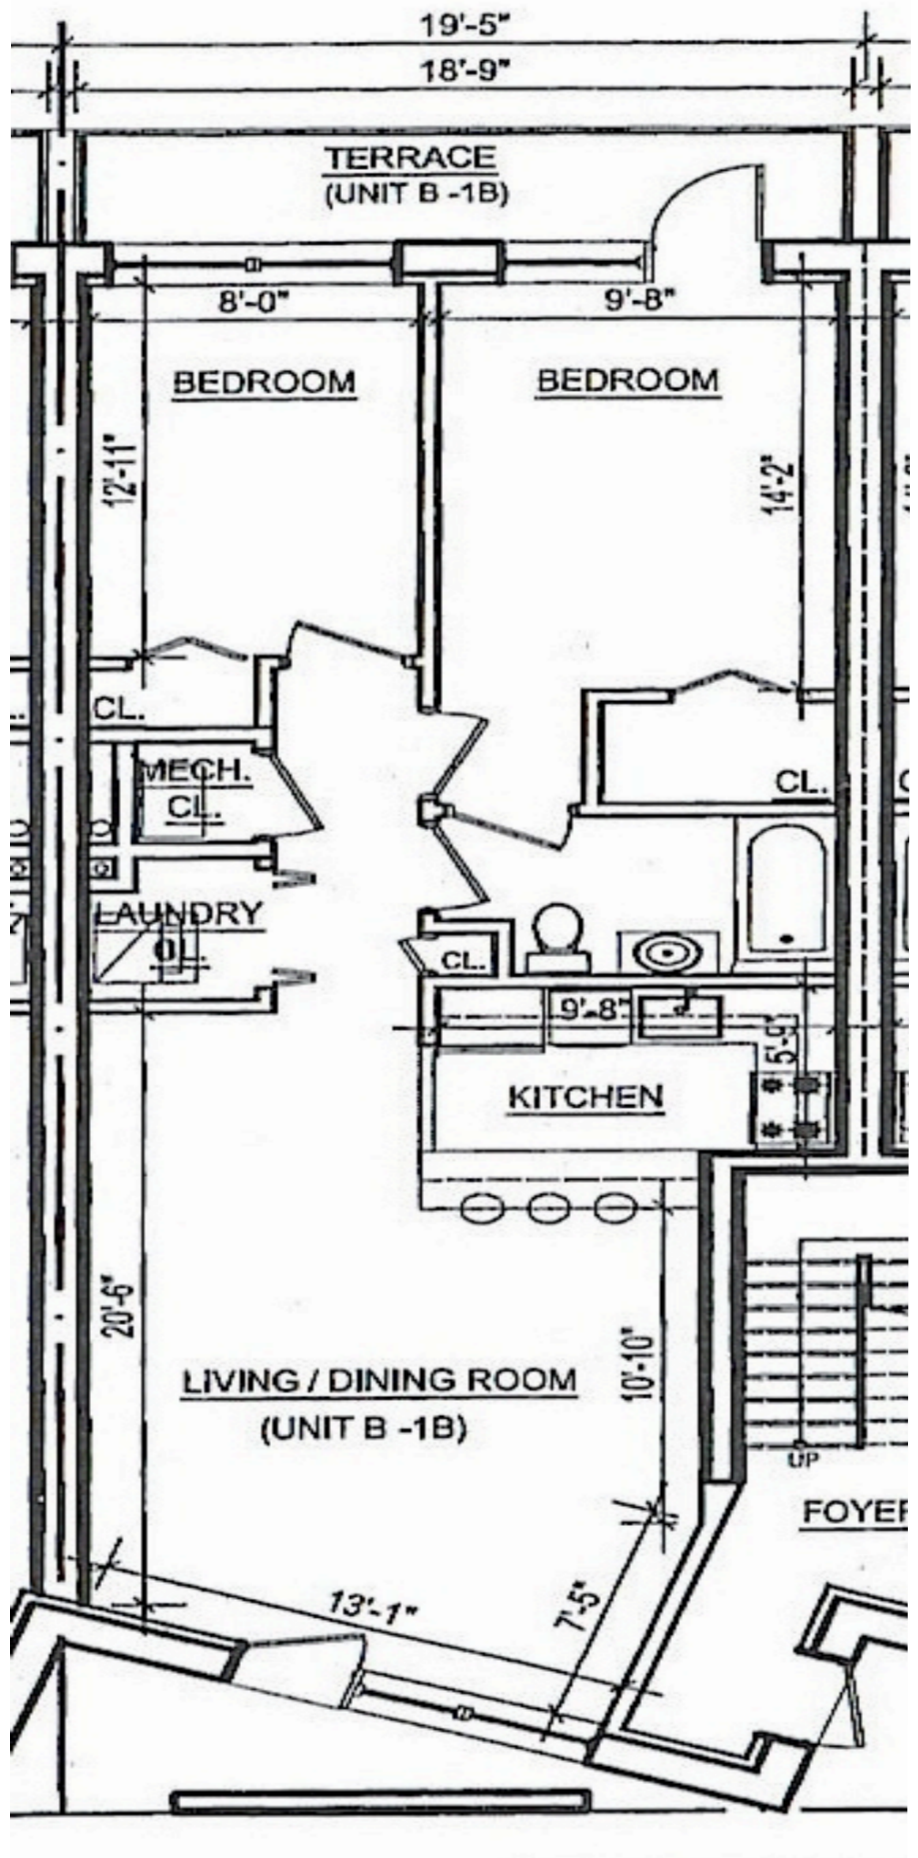 19'-5"
18'-9"
TERRACE
(UNIT B -1B)
8'-0"
9'-8"
BEDROOM
BEDROOM
12'-11"
14'-2"
CL.
MECH.
CL.
CL.
LAUNDRY
CL.
9'-8"
5'-9"
KITCHEN
20'-6"
10'-10"
LIVING / DINING ROOM
(UNIT B -1B)
UP
FOYER
13'-1"
7'-5"